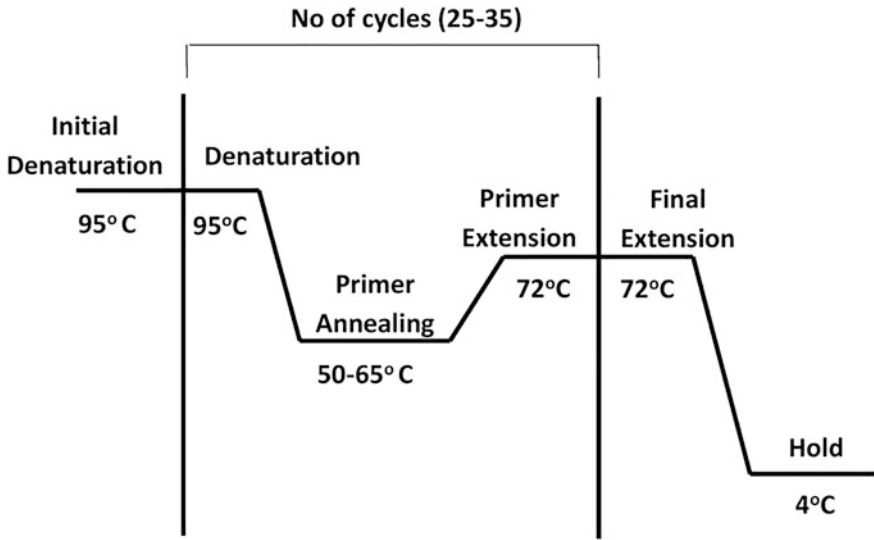 No of cycles (25-35)
Initial
Denaturation
95° C
Denaturation
95°C
Primer
Annealing
50-65° C
Primer
Extension
72°C
Final
Extension
72°C
Hold
4°C